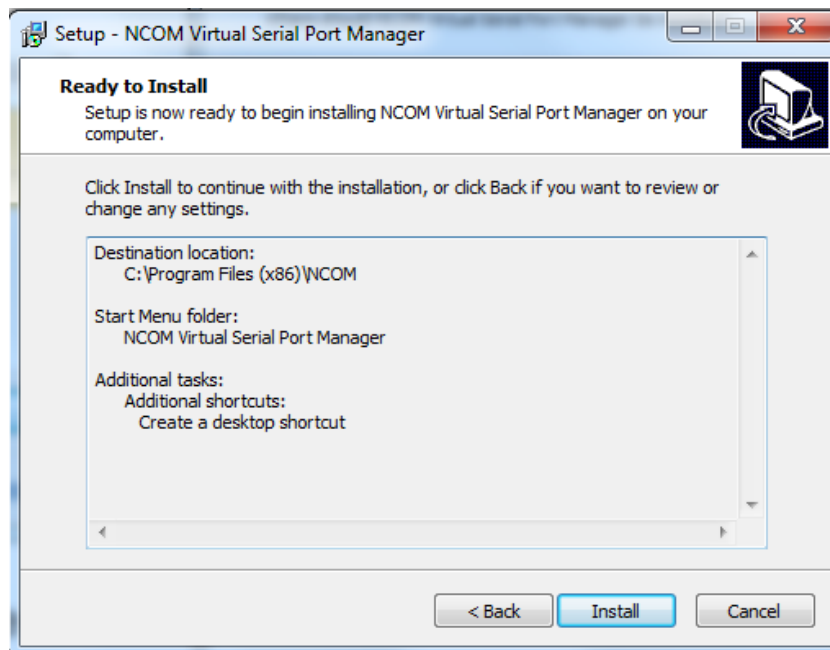 Setup - NCOM Virtual Serial Port Manager
Ready to Install
Setup is now ready to begin installing NCOM Virtual Serial Port Manager on your
computer.
Click Install to continue with the installation, or click Back if you want to review or
change any settings.
Destination location:
C:\Program Files (x86)\NCOM
Start Menu folder:
NCOM Virtual Serial Port Manager
Additional tasks:
Additional shortcuts:
Create a desktop shortcut
< Back
Install
Cancel